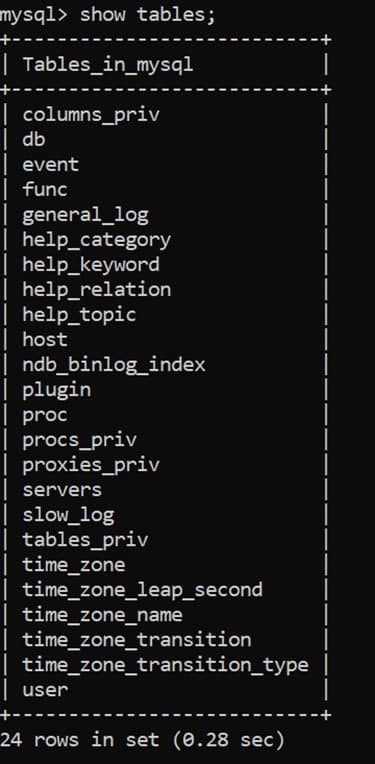 mysql> show tables;
+---------------------------+
| Tables_in_mysql           |
+---------------------------+
| columns_priv              |
| db                        |
| event                     |
| func                      |
| general_log               |
| help_category             |
| help_keyword              |
| help_relation             |
| help_topic                |
| host                      |
| ndb_binlog_index          |
| plugin                    |
| proc                      |
| procs_priv                |
| proxies_priv              |
| servers                   |
| slow_log                  |
| tables_priv               |
| time_zone                 |
| time_zone_leap_second     |
| time_zone_name            |
| time_zone_transition      |
| time_zone_transition_type |
| user                      |
+---------------------------+
24 rows in set (0.28 sec)